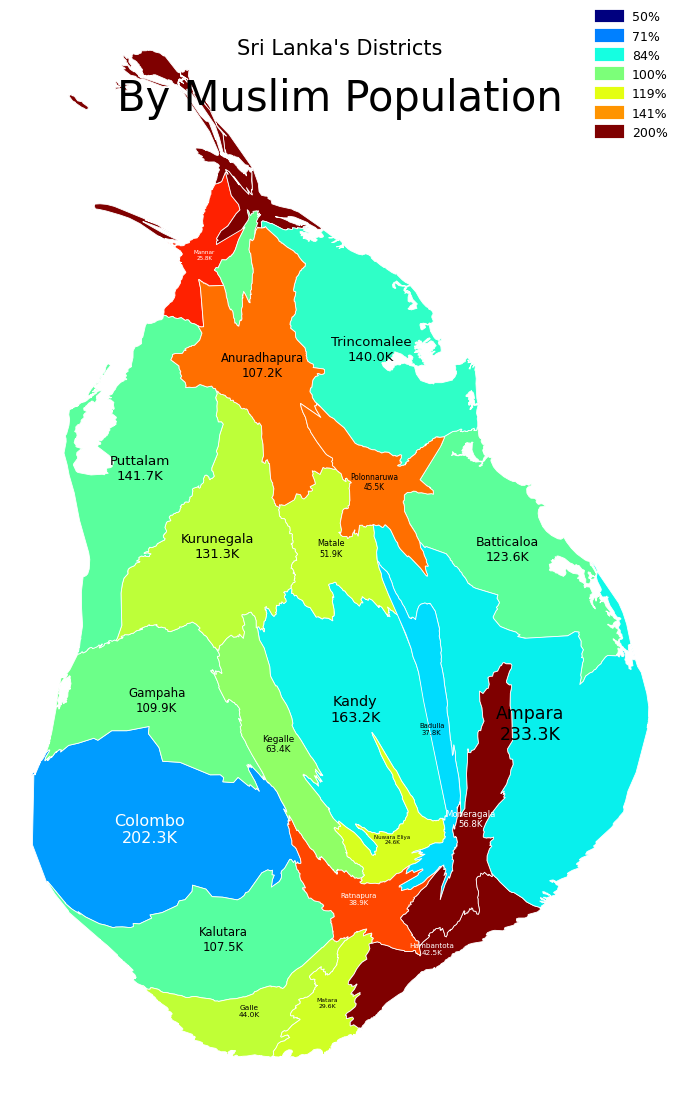 Sri Lanka's Districts
By Muslim Population
50%
71%
84%
100%
119%
141%
200%
Mannar
25.8K
Trincomalee
140.0K
Anuradhapura
107.2K
Puttalam
141.7K
Polonnaruwa
45.5K
Kurunegala
131.3K
Matale
51.9K
Batticaloa
123.6K
Gampaha
109.9K
Kandy
163.2K
Ampara
233.3K
Badulla
37.8K
Kegalle
63.4K
Colombo
202.3K
Moneragala
56.8K
Nuwara Eliya
24.6K
Ratnapura
38.9K
Kalutara
107.5K
Hambantota
42.5K
Galle
44.0K
Matara
29.6K